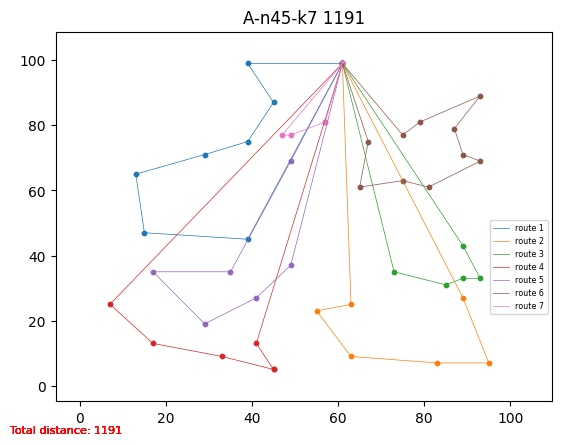 A-n45-k7 1191
100
80
60
40
20
0
0 20 40 60 80 100
route 1
route 2
route 3
route 4
route 5
route 6
route 7
Total distance: 1191